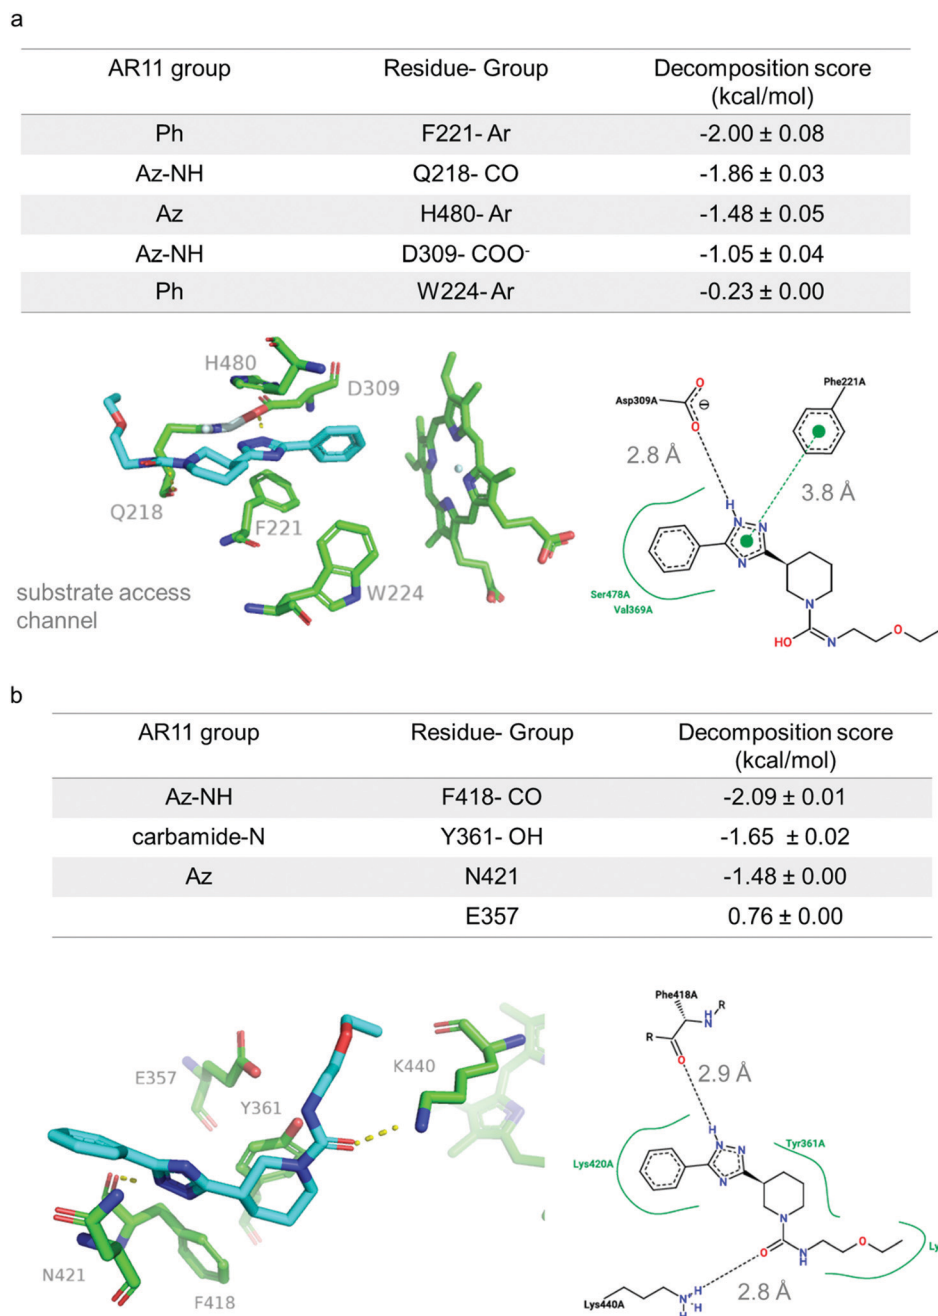 a
AR11 group Residue- Group Decomposition score
(kcal/mol)
Ph F221- Ar -2.00 ± 0.08
Az-NH Q218- CO -1.86 ± 0.03
Az H480- Ar -1.48 ± 0.05
Az-NH D309- COO-
-1.05 ± 0.04
Ph W224- Ar -0.23 ± 0.00
H480
D309
Q218
F221
W224
substrate access
channel
Asp309A
O
⊖
O
Phe221A
2.8 Å
3.8 Å
H
N
N
N
Ser478A
Val369A
N
HO
N
O
b
AR11 group Residue- Group Decomposition score
(kcal/mol)
Az-NH F418- CO -2.09 ± 0.01
carbamide-N Y361- OH -1.65 ± 0.02
Az N421 -1.48 ± 0.00
E357 0.76 ± 0.00
E357
Y361
K440
N421
F418
Phe418A
R
N
H
R
O
2.9 Å
H
N
N
N
Lys420A
Tyr361A
N
O
N
H
O
Ly
2.8 Å
Lys440A
N
H
H
H